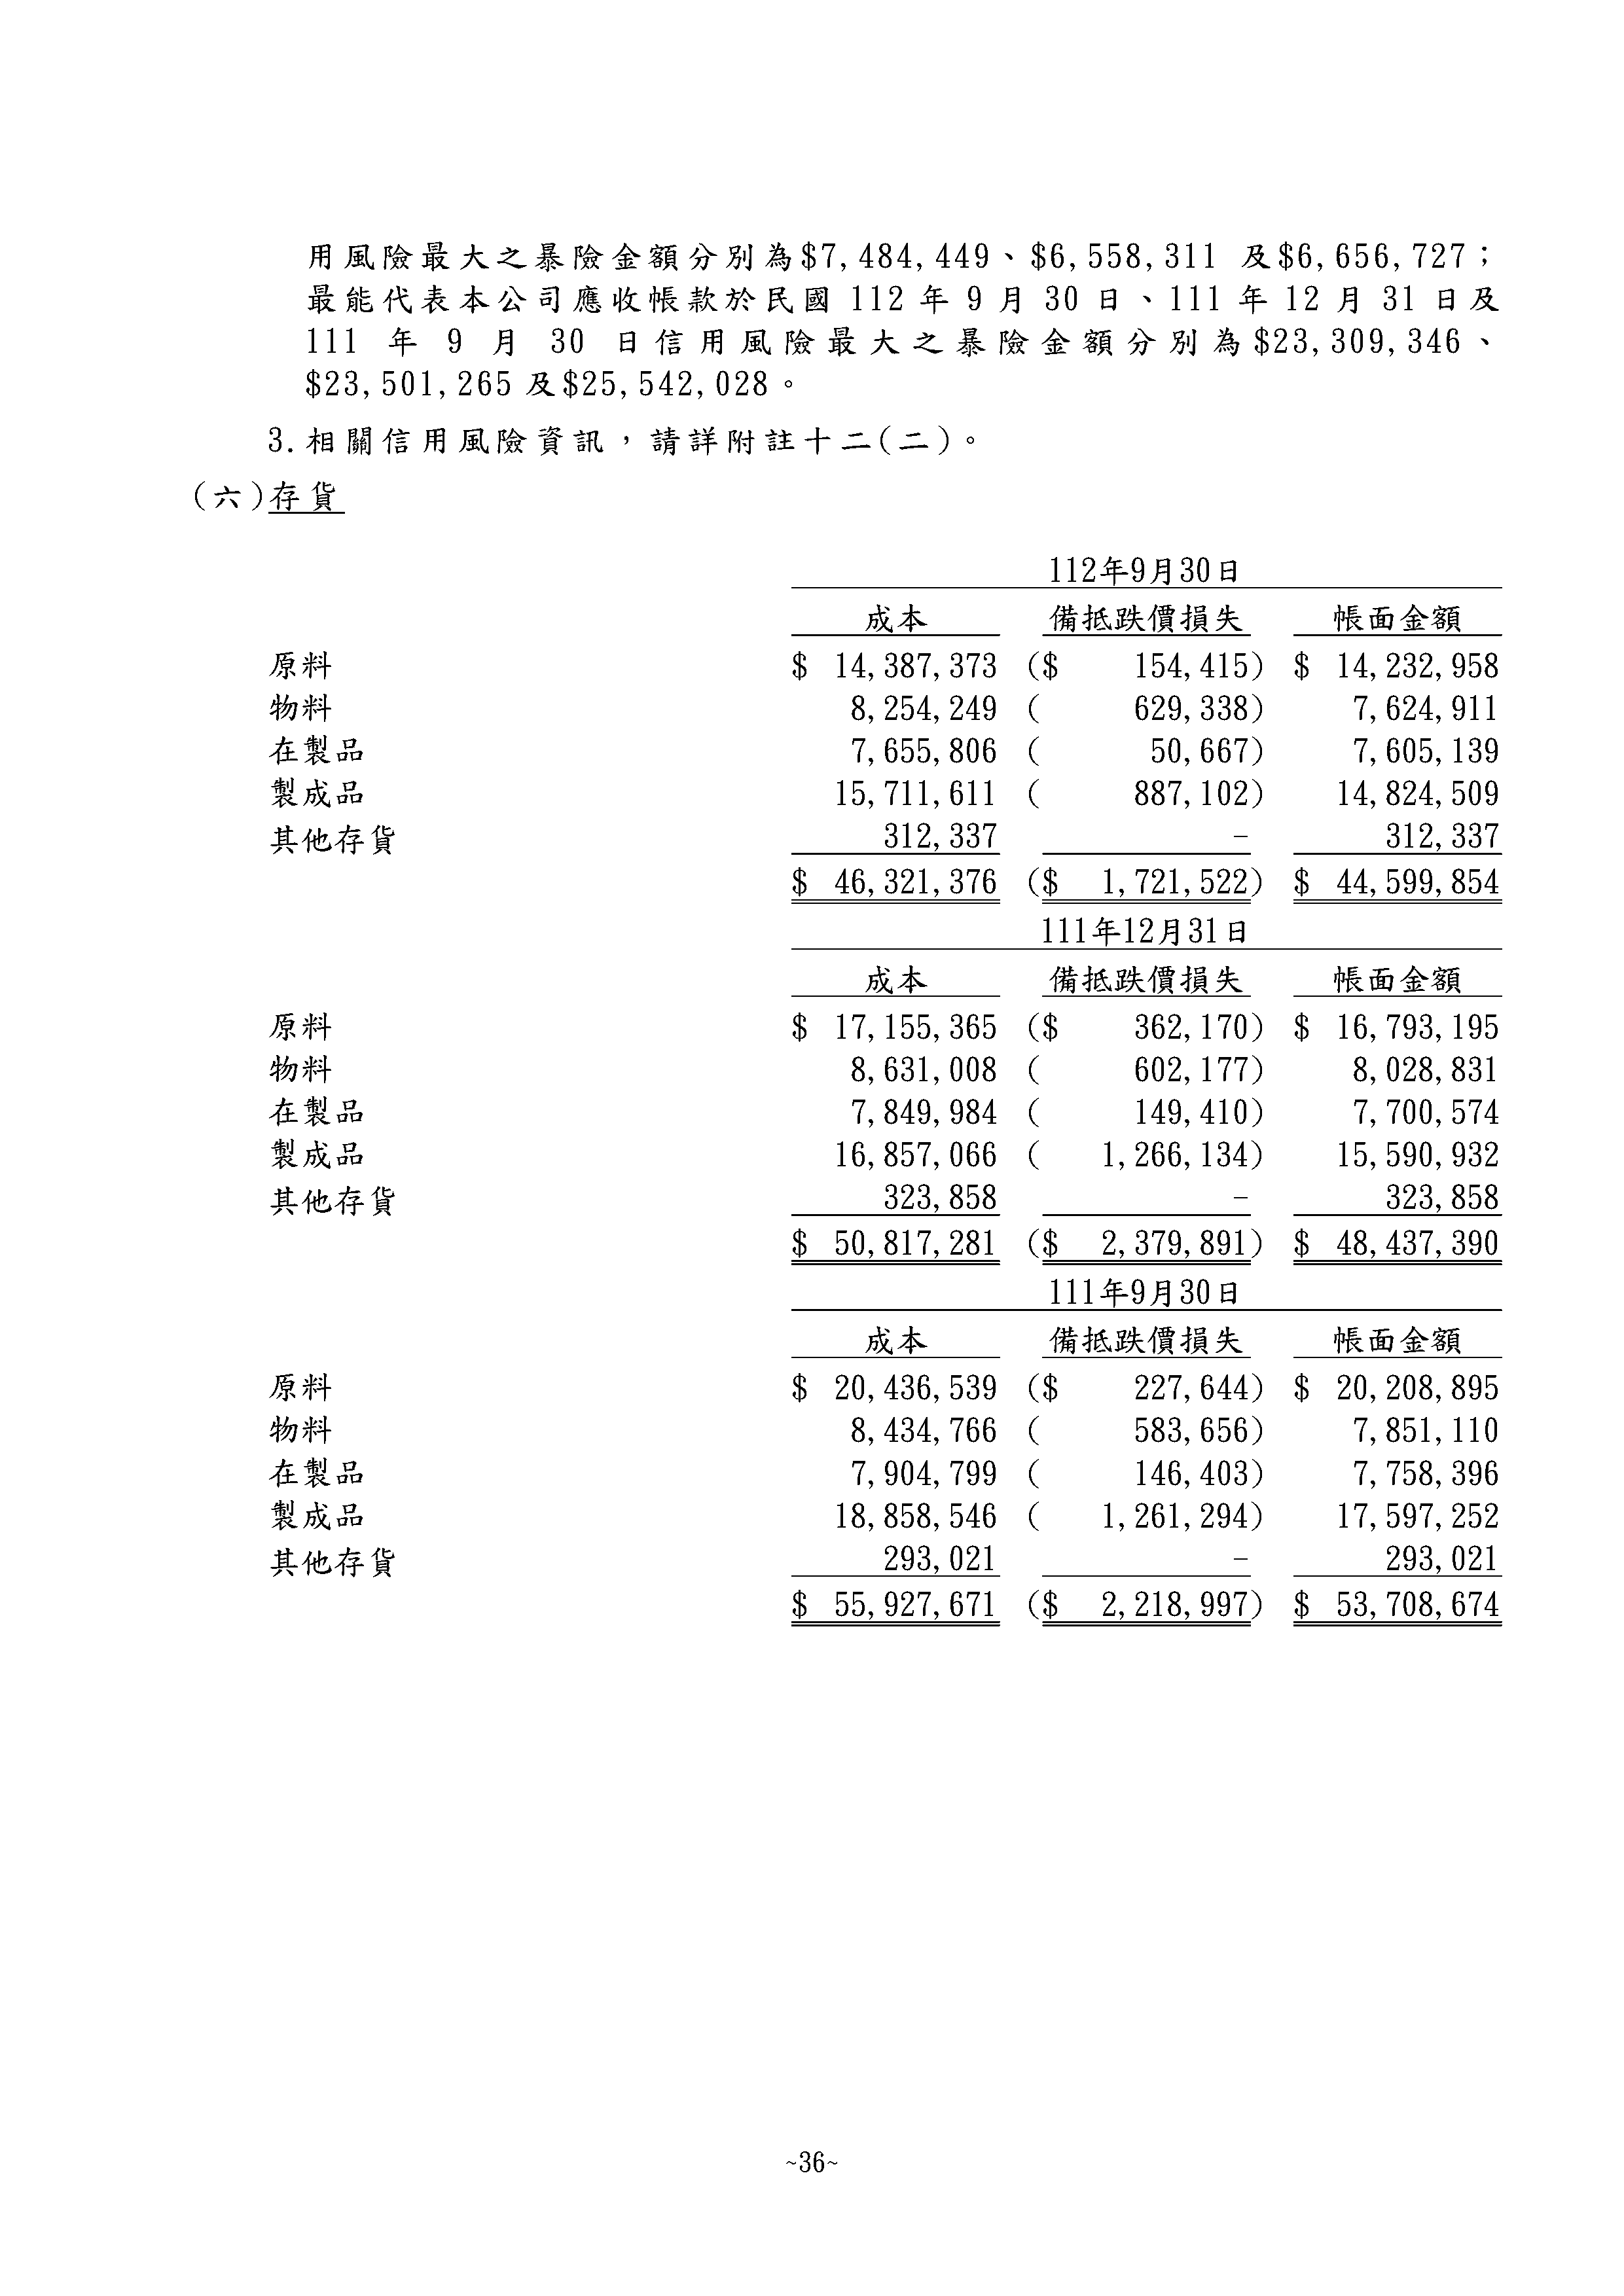 用風險最大之暴險金額分別為$7,484,449、$6,558,311 及$6,656,727；
最能代表本公司應收帳款於民國 112 年 9 月 30 日、111 年 12 月 31 日及
111 年 9 月 30 日信用風險最大之暴險金額分別為$23,309,346、
$23,501,265 及$25,542,028。
3.相關信用風險資訊，請詳附註十二(二)。
(六)存貨
112年9月30日
成本 備抵跌價損失 帳面金額
原料 $ 14,387,373 ($ 154,415) $ 14,232,958
物料 8,254,249 ( 629,338) 7,624,911
在製品 7,655,806 ( 50,667) 7,605,139
製成品 15,711,611 ( 887,102) 14,824,509
其他存貨 312,337 - 312,337
$ 46,321,376 ($ 1,721,522) $ 44,599,854
111年12月31日
成本 備抵跌價損失 帳面金額
原料 $ 17,155,365 ($ 362,170) $ 16,793,195
物料 8,631,008 ( 602,177) 8,028,831
在製品 7,849,984 ( 149,410) 7,700,574
製成品 16,857,066 ( 1,266,134) 15,590,932
其他存貨 323,858 - 323,858
$ 50,817,281 ($ 2,379,891) $ 48,437,390
111年9月30日
成本 備抵跌價損失 帳面金額
原料 $ 20,436,539 ($ 227,644) $ 20,208,895
物料 8,434,766 ( 583,656) 7,851,110
在製品 7,904,799 ( 146,403) 7,758,396
製成品 18,858,546 ( 1,261,294) 17,597,252
其他存貨 293,021 - 293,021
$ 55,927,671 ($ 2,218,997) $ 53,708,674
~36~